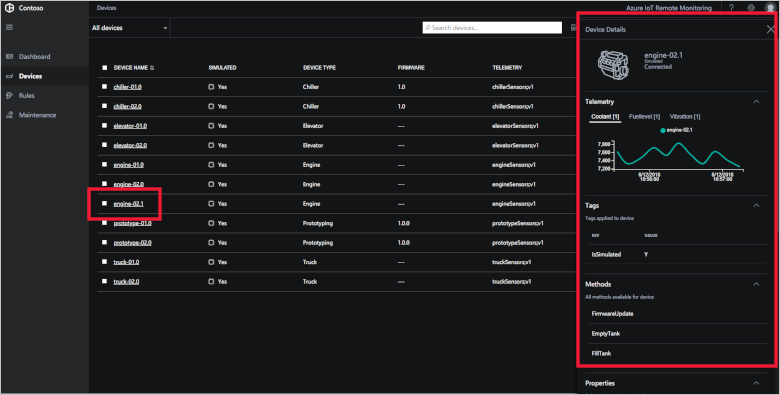 Contoso
Devices
Azure IoT Remote Monitoring
?
All devices
Search devices...
Dashboard
Devices
Rules
Maintenance
DEVICE NAME SIMULATED DEVICE TYPE FIRMWARE TELEMETRY
chiller-01.0 Yes Chiller 1.0 chillerSensors;v1
chiller-02.0 Yes Chiller 1.0 chillerSensors;v1
elevator-01.0 Yes Elevator --- elevatorSensors;v1
elevator-02.0 Yes Elevator --- elevatorSensors;v1
engine-01.0 Yes Engine --- engineSensors;v1
engine-02.0 Yes Engine --- engineSensors;v1
engine-02.1 Yes Engine --- engineSensors;v1
prototype-01.0 Yes Prototyping 1.0.0 prototypeSensors;v1
prototype-02.0 Yes Prototyping 1.0.0 prototypeSensors;v1
truck-01.0 Yes Truck --- truckSensors;v1
truck-02.0 Yes Truck --- truckSensors;v1
Device Details
engine-02.1
Simulated
Connected
Telemetry
Coolant [1] Fuellevel [1] Vibration [1]
engine-02.1
7,800
7,600
7,400
7,200
6/12/2018 6/12/2018
10:56:00 10:57:00
Tags
Tags applied to device
KEY VALUE
IsSimulated Y
Methods
All methods available for device
FirmwareUpdate
EmptyTank
FillTank
Properties